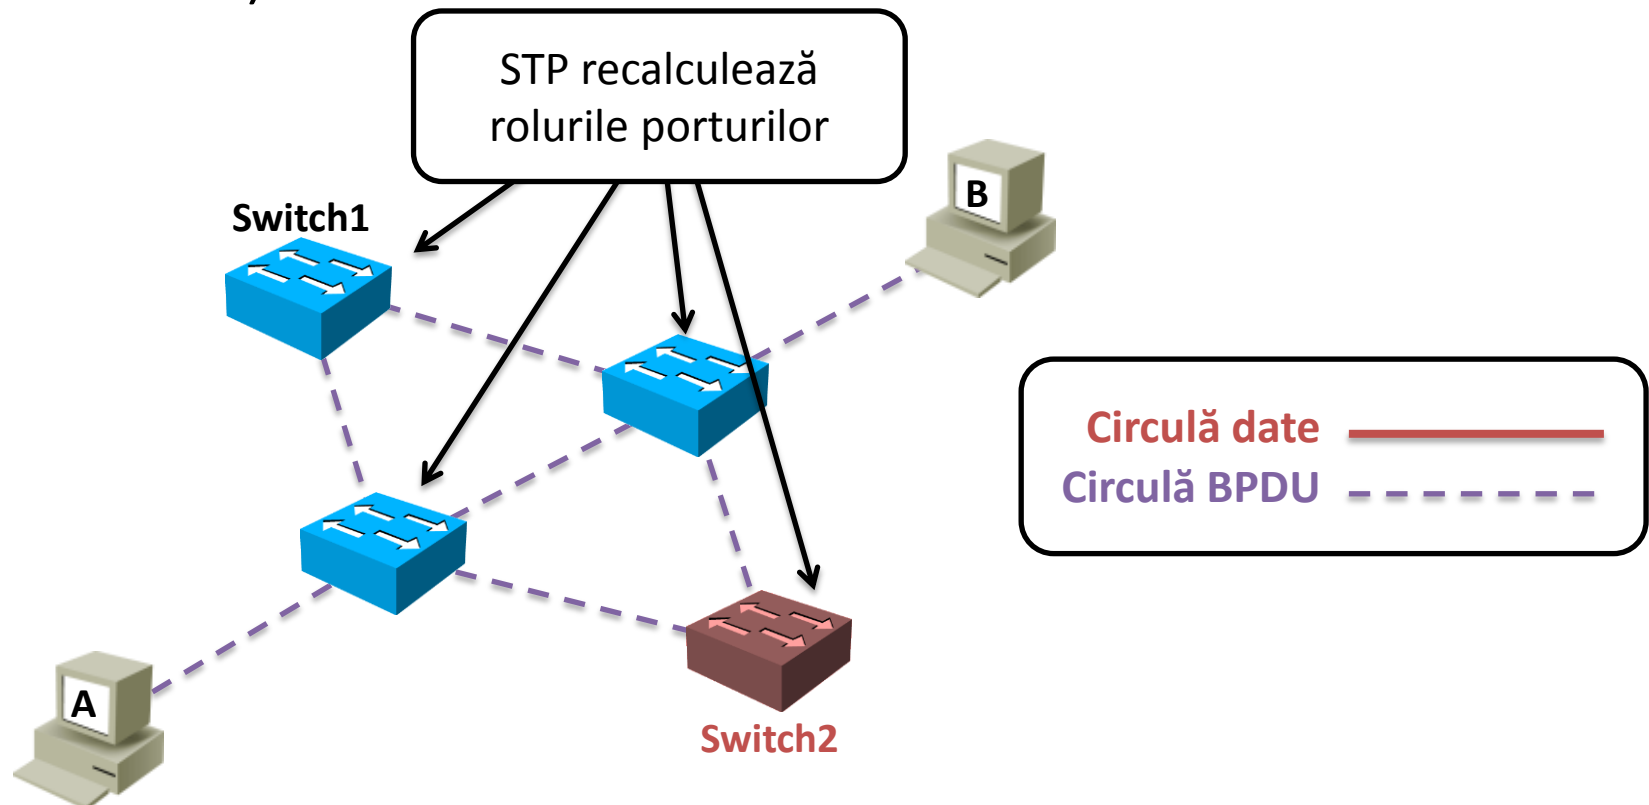 STP recalculează
rolurile porturilor
Switch1
B
Circulă date
Circulă BPDU
A
Switch2